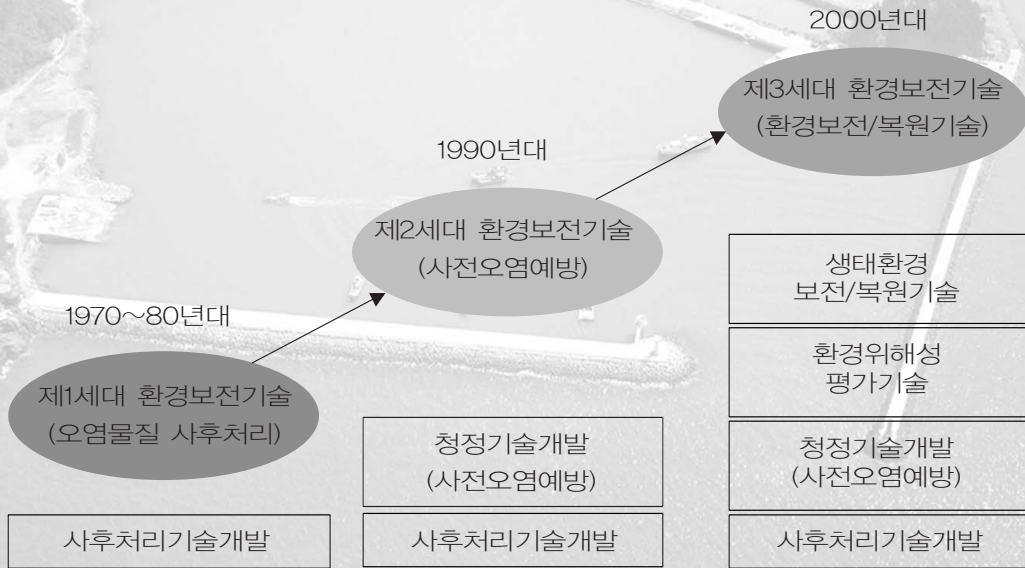 2000년대
제3세대 환경보전기술
(환경보전/복원기술)
1990년대
제2세대 환경보전기술
(사전오염예방)
1970～80년대
제1세대 환경보전기술
(오염물질 사후처리)
생태환경
보전/복원기술
환경위해성
평가기술
청정기술개발
(사전오염예방)
청정기술개발
(사전오염예방)
사후처리기술개발
사후처리기술개발
사후처리기술개발